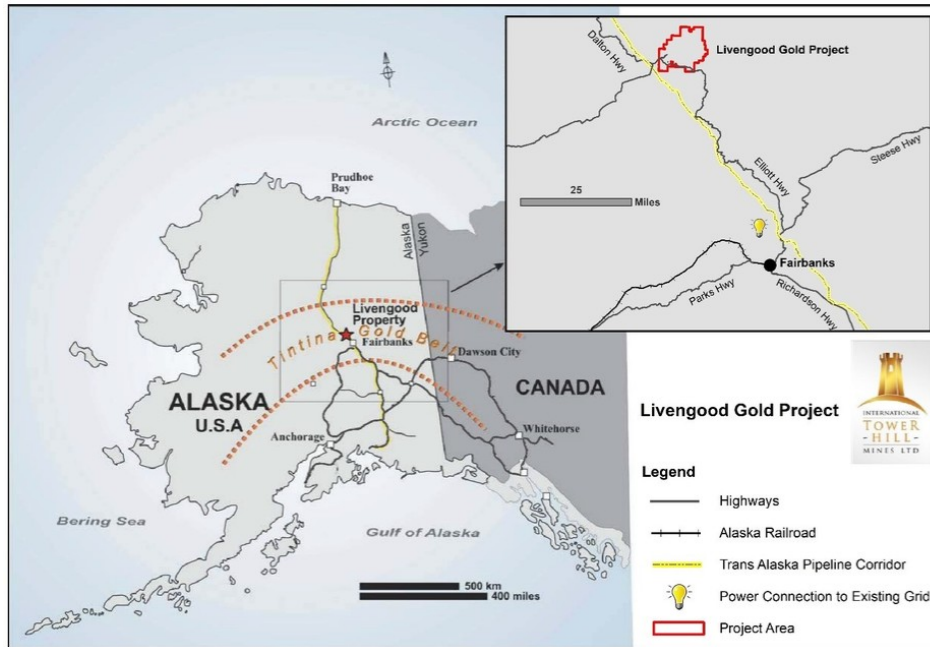 Arctic Ocean
Prudhoe
Bay
Alaska
Yukon
Livengood
Property
Tintina Gold Belt
Fairbanks
Dawson City
ALASKA
U.S.A
CANADA
Anchorage
Whitehorse
Bering Sea
Gulf of Alaska
500 km
400 miles
Dalton Hwy
Livengood Gold Project
Elliott Hwy
Steese Hwy
25
Miles
Fairbanks
Parks Hwy
Richardson Hwy
Livengood Gold Project
INTERNATIONAL
TOWER
-HILL-
MINES LTD
Legend
Highways
Alaska Railroad
Trans Alaska Pipeline Corridor
Power Connection to Existing Grid
Project Area